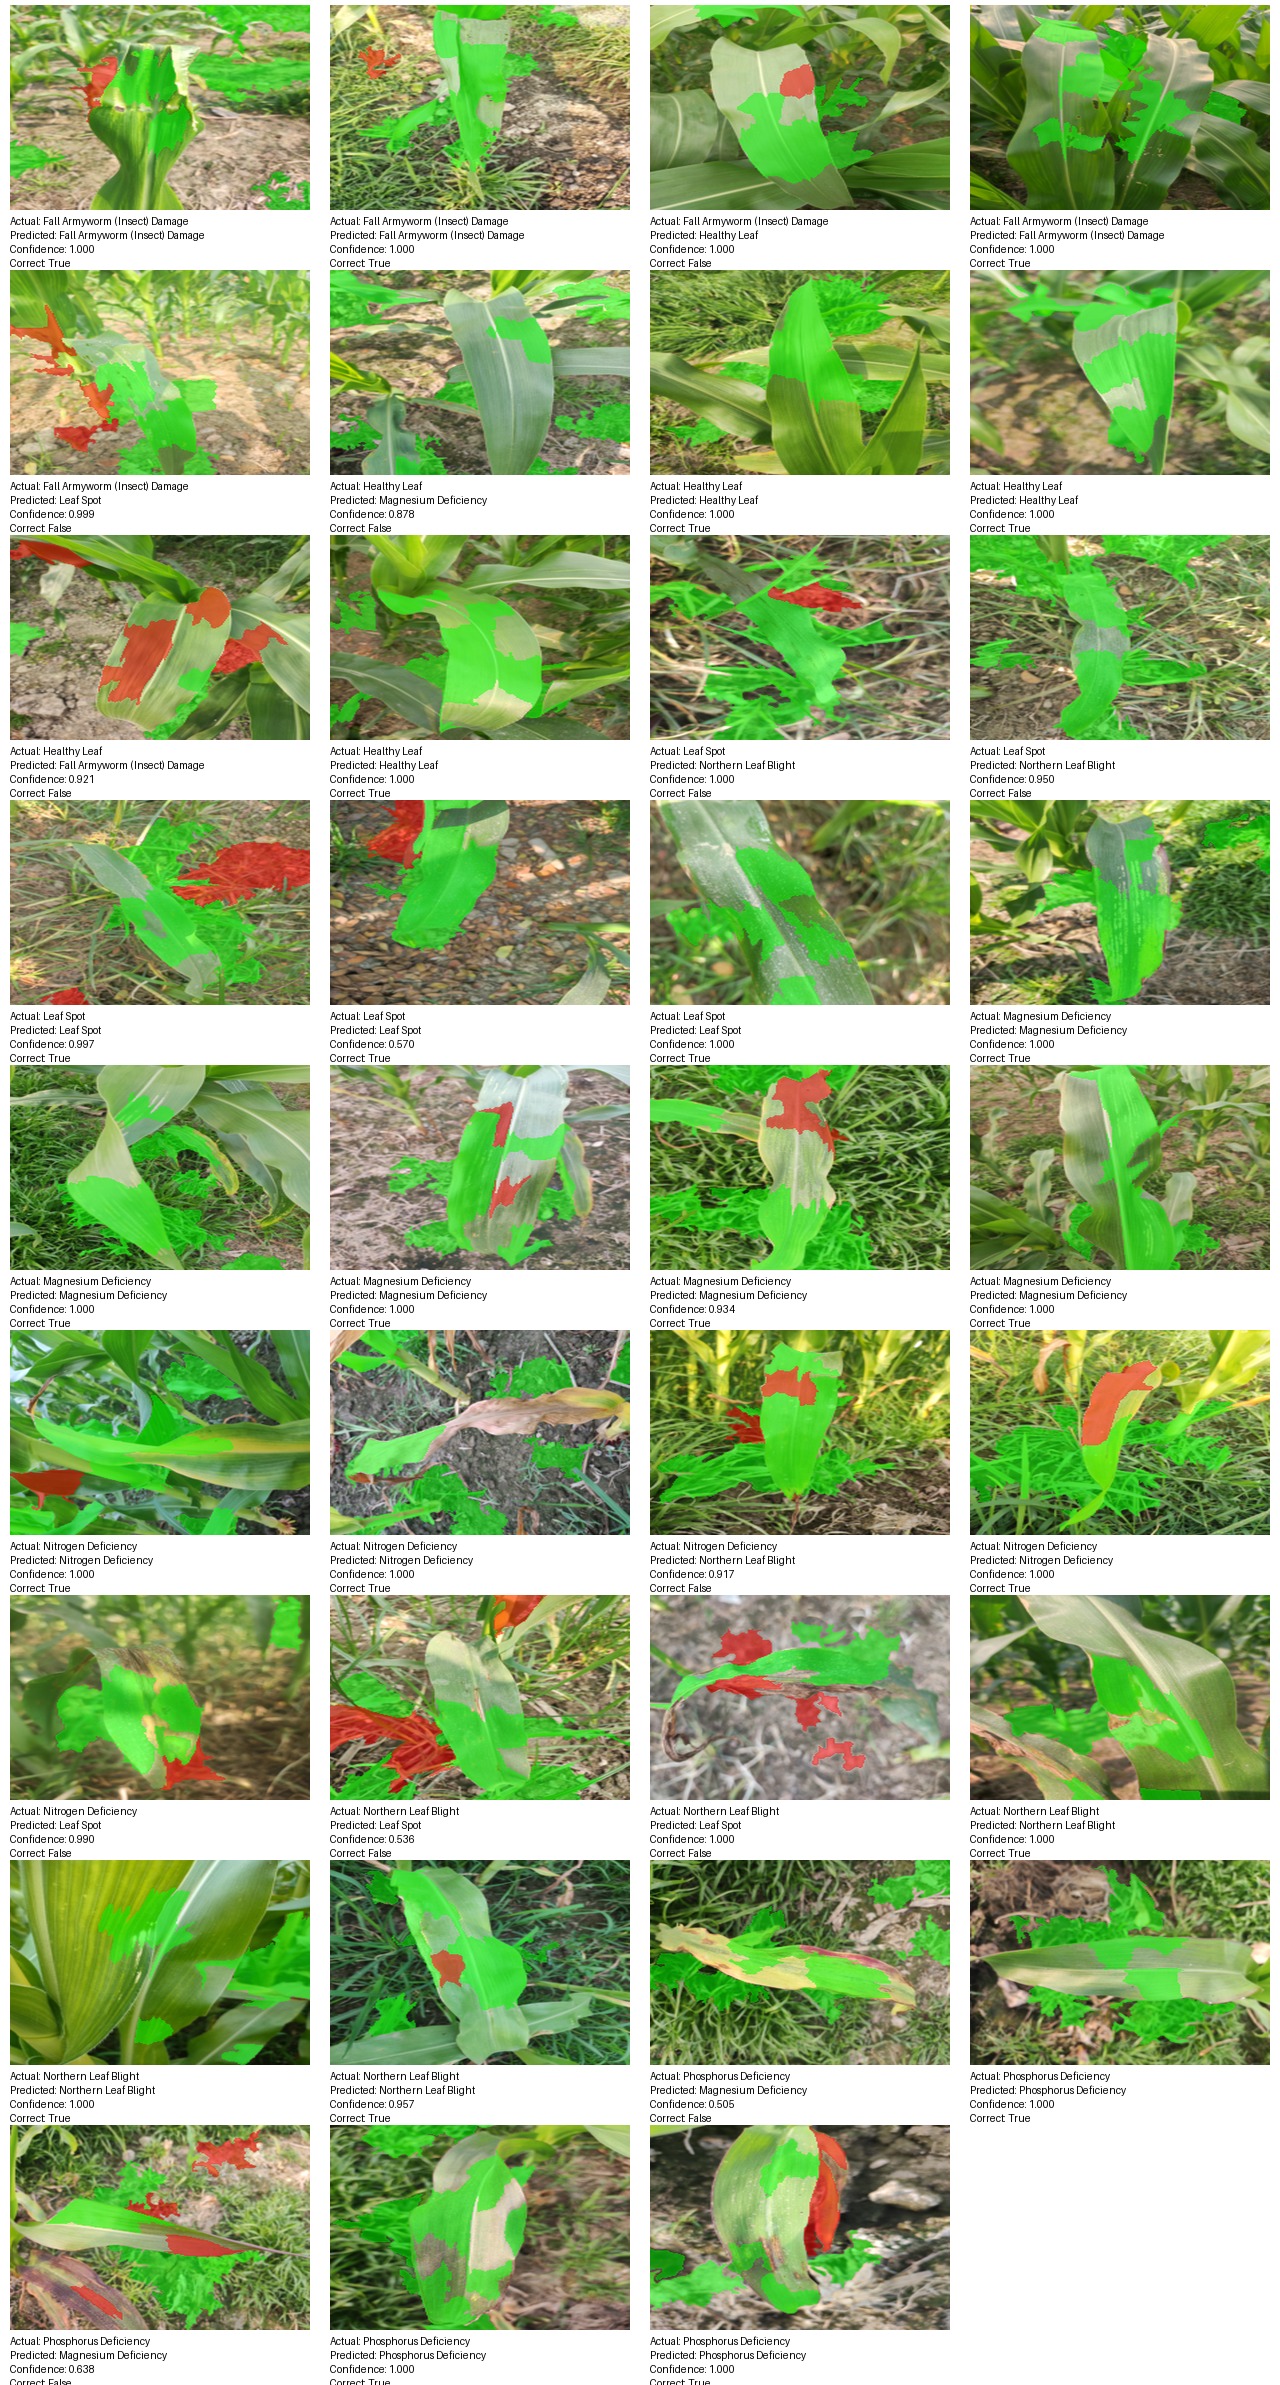 Actual: Fall Armyworm (Insect) Damage
Predicted: Fall Armyworm (Insect) Damage
Confidence: 1.000
Correct: True
Actual: Fall Armyworm (Insect) Damage
Predicted: Fall Armyworm (Insect) Damage
Confidence: 1.000
Correct: True
Actual: Fall Armyworm (Insect) Damage
Predicted: Healthy Leaf
Confidence: 1.000
Correct: False
Actual: Fall Armyworm (Insect) Damage
Predicted: Fall Armyworm (Insect) Damage
Confidence: 1.000
Correct: True
Actual: Fall Armyworm (Insect) Damage
Predicted: Leaf Spot
Confidence: 0.999
Correct: False
Actual: Healthy Leaf
Predicted: Magnesium Deficiency
Confidence: 0.878
Correct: False
Actual: Healthy Leaf
Predicted: Healthy Leaf
Confidence: 1.000
Correct: True
Actual: Healthy Leaf
Predicted: Healthy Leaf
Confidence: 1.000
Correct: True
Actual: Healthy Leaf
Predicted: Fall Armyworm (Insect) Damage
Confidence: 0.921
Correct: False
Actual: Healthy Leaf
Predicted: Healthy Leaf
Confidence: 1.000
Correct: True
Actual: Leaf Spot
Predicted: Northern Leaf Blight
Confidence: 1.000
Correct: False
Actual: Leaf Spot
Predicted: Northern Leaf Blight
Confidence: 0.950
Correct: False
Actual: Leaf Spot
Predicted: Leaf Spot
Confidence: 0.997
Correct: True
Actual: Leaf Spot
Predicted: Leaf Spot
Confidence: 0.570
Correct: True
Actual: Leaf Spot
Predicted: Leaf Spot
Confidence: 1.000
Correct: True
Actual: Magnesium Deficiency
Predicted: Magnesium Deficiency
Confidence: 1.000
Correct: True
Actual: Magnesium Deficiency
Predicted: Magnesium Deficiency
Confidence: 1.000
Correct: True
Actual: Magnesium Deficiency
Predicted: Magnesium Deficiency
Confidence: 1.000
Correct: True
Actual: Magnesium Deficiency
Predicted: Magnesium Deficiency
Confidence: 0.934
Correct: True
Actual: Magnesium Deficiency
Predicted: Magnesium Deficiency
Confidence: 1.000
Correct: True
Actual: Nitrogen Deficiency
Predicted: Nitrogen Deficiency
Confidence: 1.000
Correct: True
Actual: Nitrogen Deficiency
Predicted: Nitrogen Deficiency
Confidence: 1.000
Correct: True
Actual: Nitrogen Deficiency
Predicted: Northern Leaf Blight
Confidence: 0.917
Correct: False
Actual: Nitrogen Deficiency
Predicted: Nitrogen Deficiency
Confidence: 1.000
Correct: True
Actual: Nitrogen Deficiency
Predicted: Leaf Spot
Confidence: 0.990
Correct: False
Actual: Northern Leaf Blight
Predicted: Leaf Spot
Confidence: 0.536
Correct: False
Actual: Northern Leaf Blight
Predicted: Leaf Spot
Confidence: 1.000
Correct: False
Actual: Northern Leaf Blight
Predicted: Northern Leaf Blight
Confidence: 1.000
Correct: True
Actual: Northern Leaf Blight
Predicted: Northern Leaf Blight
Confidence: 1.000
Correct: True
Actual: Northern Leaf Blight
Predicted: Northern Leaf Blight
Confidence: 0.957
Correct: True
Actual: Phosphorus Deficiency
Predicted: Magnesium Deficiency
Confidence: 0.505
Correct: False
Actual: Phosphorus Deficiency
Predicted: Phosphorus Deficiency
Confidence: 1.000
Correct: True
Actual: Phosphorus Deficiency
Predicted: Magnesium Deficiency
Confidence: 0.638
Correct: False
Actual: Phosphorus Deficiency
Predicted: Phosphorus Deficiency
Confidence: 1.000
Correct: True
Actual: Phosphorus Deficiency
Predicted: Phosphorus Deficiency
Confidence: 1.000
Correct: True